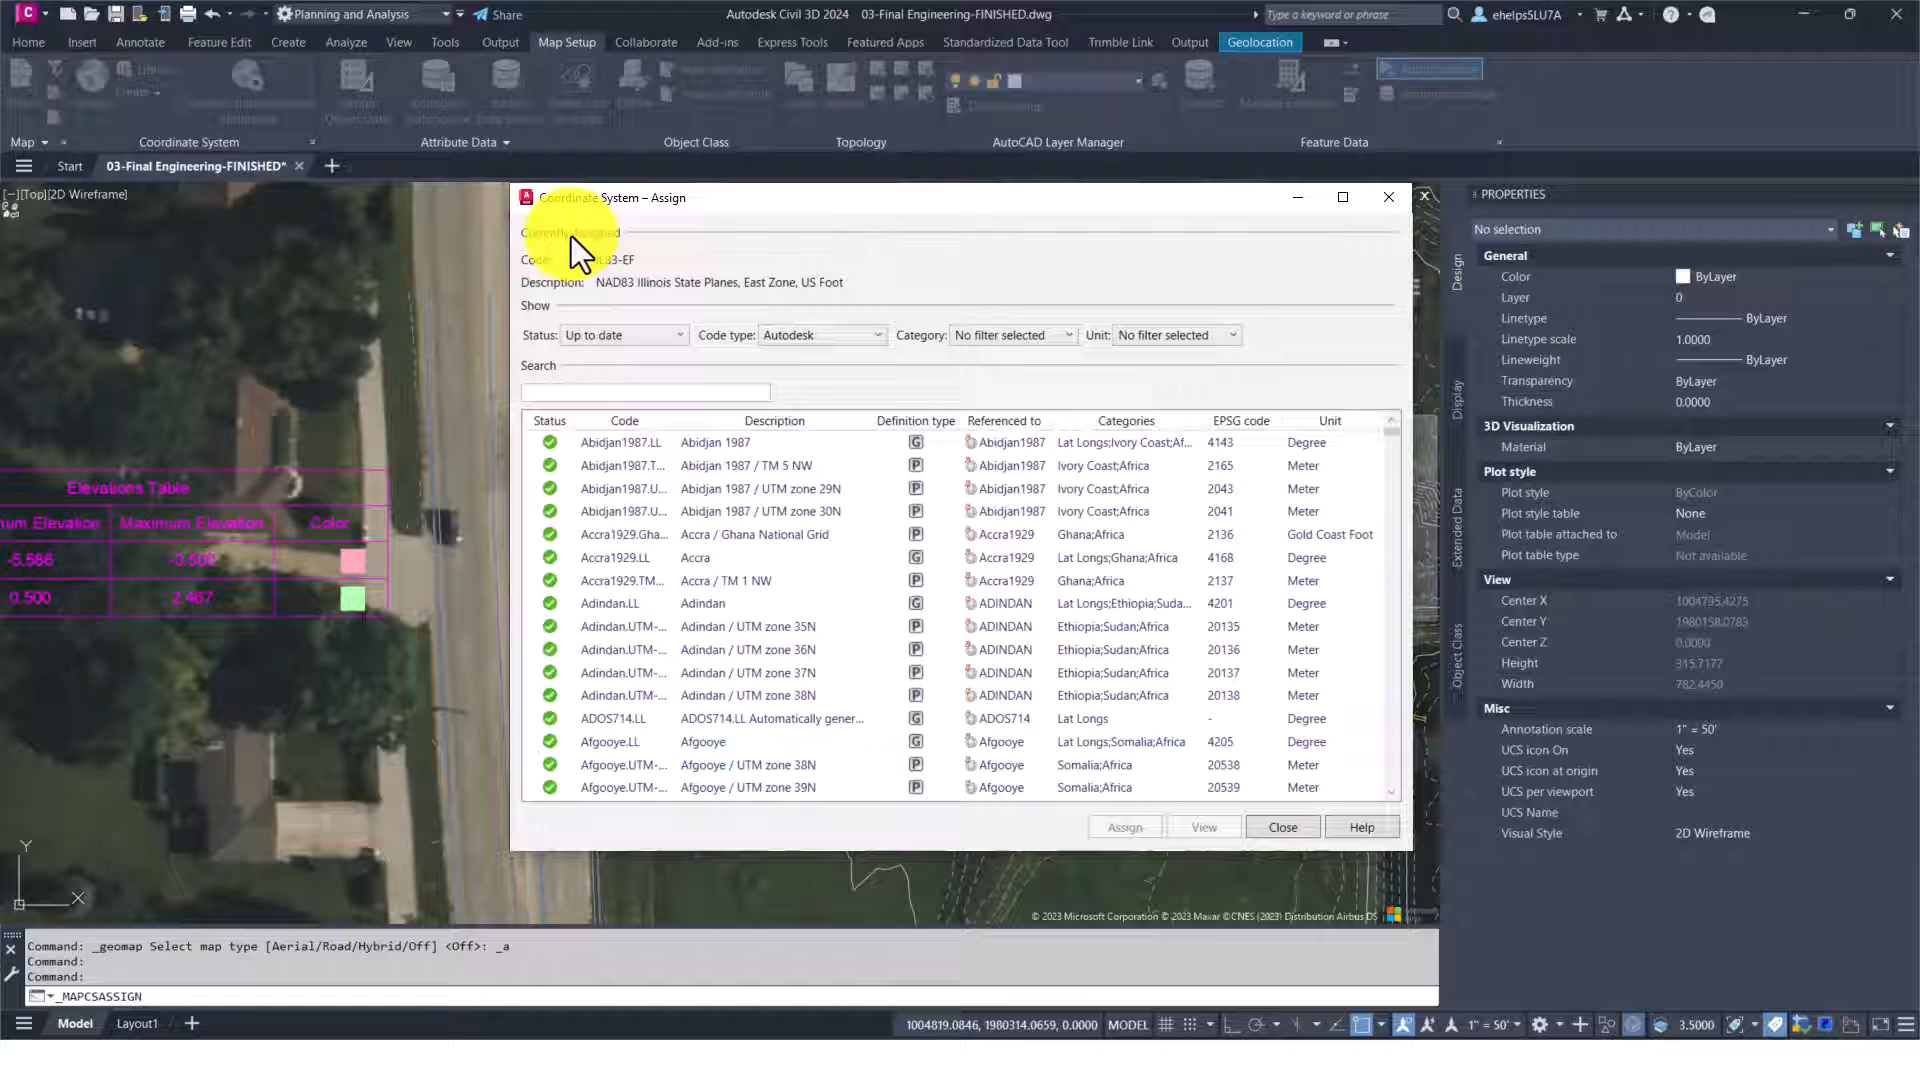 Planning and Analysis
Share
Autodesk Civil 3D 2024 03-Final Engineering-FINISHED.dwg
Type a keyword or phrase
ehelps5LU7A
Home Insert Annotate Feature Edit Create Analyze View Tools Output Map Setup Collaborate Add-ins Express Tools Featured Apps Standardized Data Tool Trimble Link Output Geolocation
Map Coordinate System Attribute Data Object Class Topology AutoCAD Layer Manager Feature Data
Start 03-Final Engineering-FINISHED*
[−][Top][2D Wireframe]
Coordinate System – Assign
Currently Assigned
Code: 83-EF
Description: NAD83 Illinois State Planes, East Zone, US Foot
Show
Status: Up to date Code type: Autodesk Category: No filter selected Unit: No filter selected
Search
Status Code Description Definition type Referenced to Categories EPSG code Unit
Abidjan1987.LL Abidjan 1987 G Abidjan1987 Lat Longs;Ivory Coast;Af... 4143 Degree
Abidjan1987.T... Abidjan 1987 / TM 5 NW P Abidjan1987 Ivory Coast;Africa 2165 Meter
Abidjan1987.U... Abidjan 1987 / UTM zone 29N P Abidjan1987 Ivory Coast;Africa 2043 Meter
Abidjan1987.U... Abidjan 1987 / UTM zone 30N P Abidjan1987 Ivory Coast;Africa 2041 Meter
Accra1929.Gha... Accra / Ghana National Grid P Accra1929 Ghana;Africa 2136 Gold Coast Foot
Accra1929.LL Accra G Accra1929 Lat Longs;Ghana;Africa 4168 Degree
Accra1929.TM... Accra / TM 1 NW P Accra1929 Ghana;Africa 2137 Meter
Adindan.LL Adindan G ADINDAN Lat Longs;Ethiopia;Suda... 4201 Degree
Adindan.UTM-... Adindan / UTM zone 35N P ADINDAN Ethiopia;Sudan;Africa 20135 Meter
Adindan.UTM-... Adindan / UTM zone 36N P ADINDAN Ethiopia;Sudan;Africa 20136 Meter
Adindan.UTM-... Adindan / UTM zone 37N P ADINDAN Ethiopia;Sudan;Africa 20137 Meter
Adindan.UTM-... Adindan / UTM zone 38N P ADINDAN Ethiopia;Sudan;Africa 20138 Meter
ADOS714.LL ADOS714.LL Automatically gener... G ADOS714 Lat Longs - Degree
Afgooye.LL Afgooye G Afgooye Lat Longs;Somalia;Africa 4205 Degree
Afgooye.UTM-... Afgooye / UTM zone 38N P Afgooye Somalia;Africa 20538 Meter
Afgooye.UTM-... Afgooye / UTM zone 39N P Afgooye Somalia;Africa 20539 Meter
Assign View Close Help
Elevations Table
num Elevation Maximum Elevation Color
-5.586 -0.500
0.500 2.467
PROPERTIES
No selection
Design
Display
Extended Data
Object Class
General
Color ByLayer
Layer 0
Linetype ByLayer
Linetype scale 1.0000
Lineweight ByLayer
Transparency ByLayer
Thickness 0.0000
3D Visualization
Material ByLayer
Plot style
Plot style ByColor
Plot style table None
Plot table attached to Model
Plot table type Not available
View
Center X 1004795.4275
Center Y 1980158.0783
Center Z 0.0000
Height 315.7177
Width 782.4450
Misc
Annotation scale 1" = 50'
UCS icon On Yes
UCS icon at origin Yes
UCS per viewport Yes
UCS Name
Visual Style 2D Wireframe
Y
X
© 2023 Microsoft Corporation © 2023 Maxar ©CNES (2023) Distribution Airbus DS
Command: _geomap Select map type [Aerial/Road/Hybrid/Off] <Off>: _a
Command:
Command:
_MAPCSASSIGN
Model Layout1
1004819.0846, 1980314.0659, 0.0000 MODEL 1" = 50' 3.5000